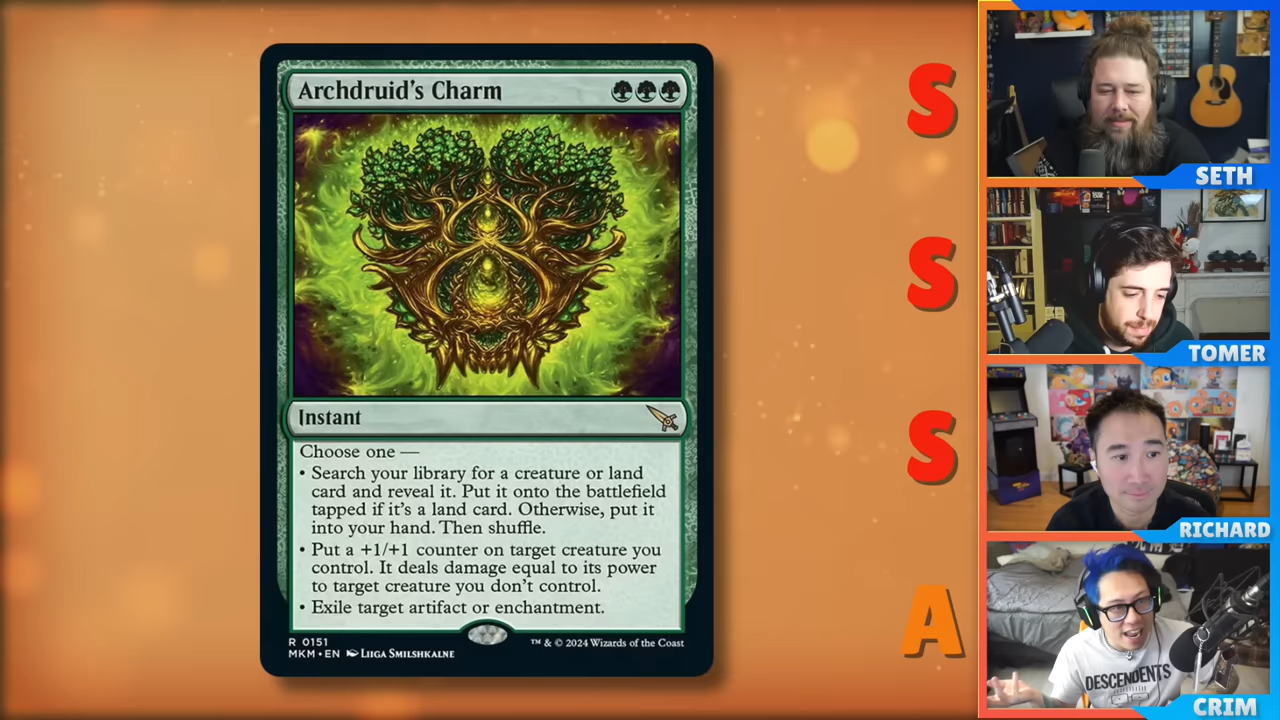 Archdruid's Charm
Instant
Choose one —
• Search your library for a creature or land
card and reveal it. Put it onto the battlefield
tapped if it's a land card. Otherwise, put it
into your hand. Then shuffle.
• Put a +1/+1 counter on target creature you
control. It deals damage equal to its power
to target creature you don't control.
• Exile target artifact or enchantment.
R 0151
MKM • EN LIIGA SMILSHKALNE
™ & © 2024 Wizards of the Coast
S
S
S
A
SETH
TOMER
RICHARD
DESCENDENTS
CRIM